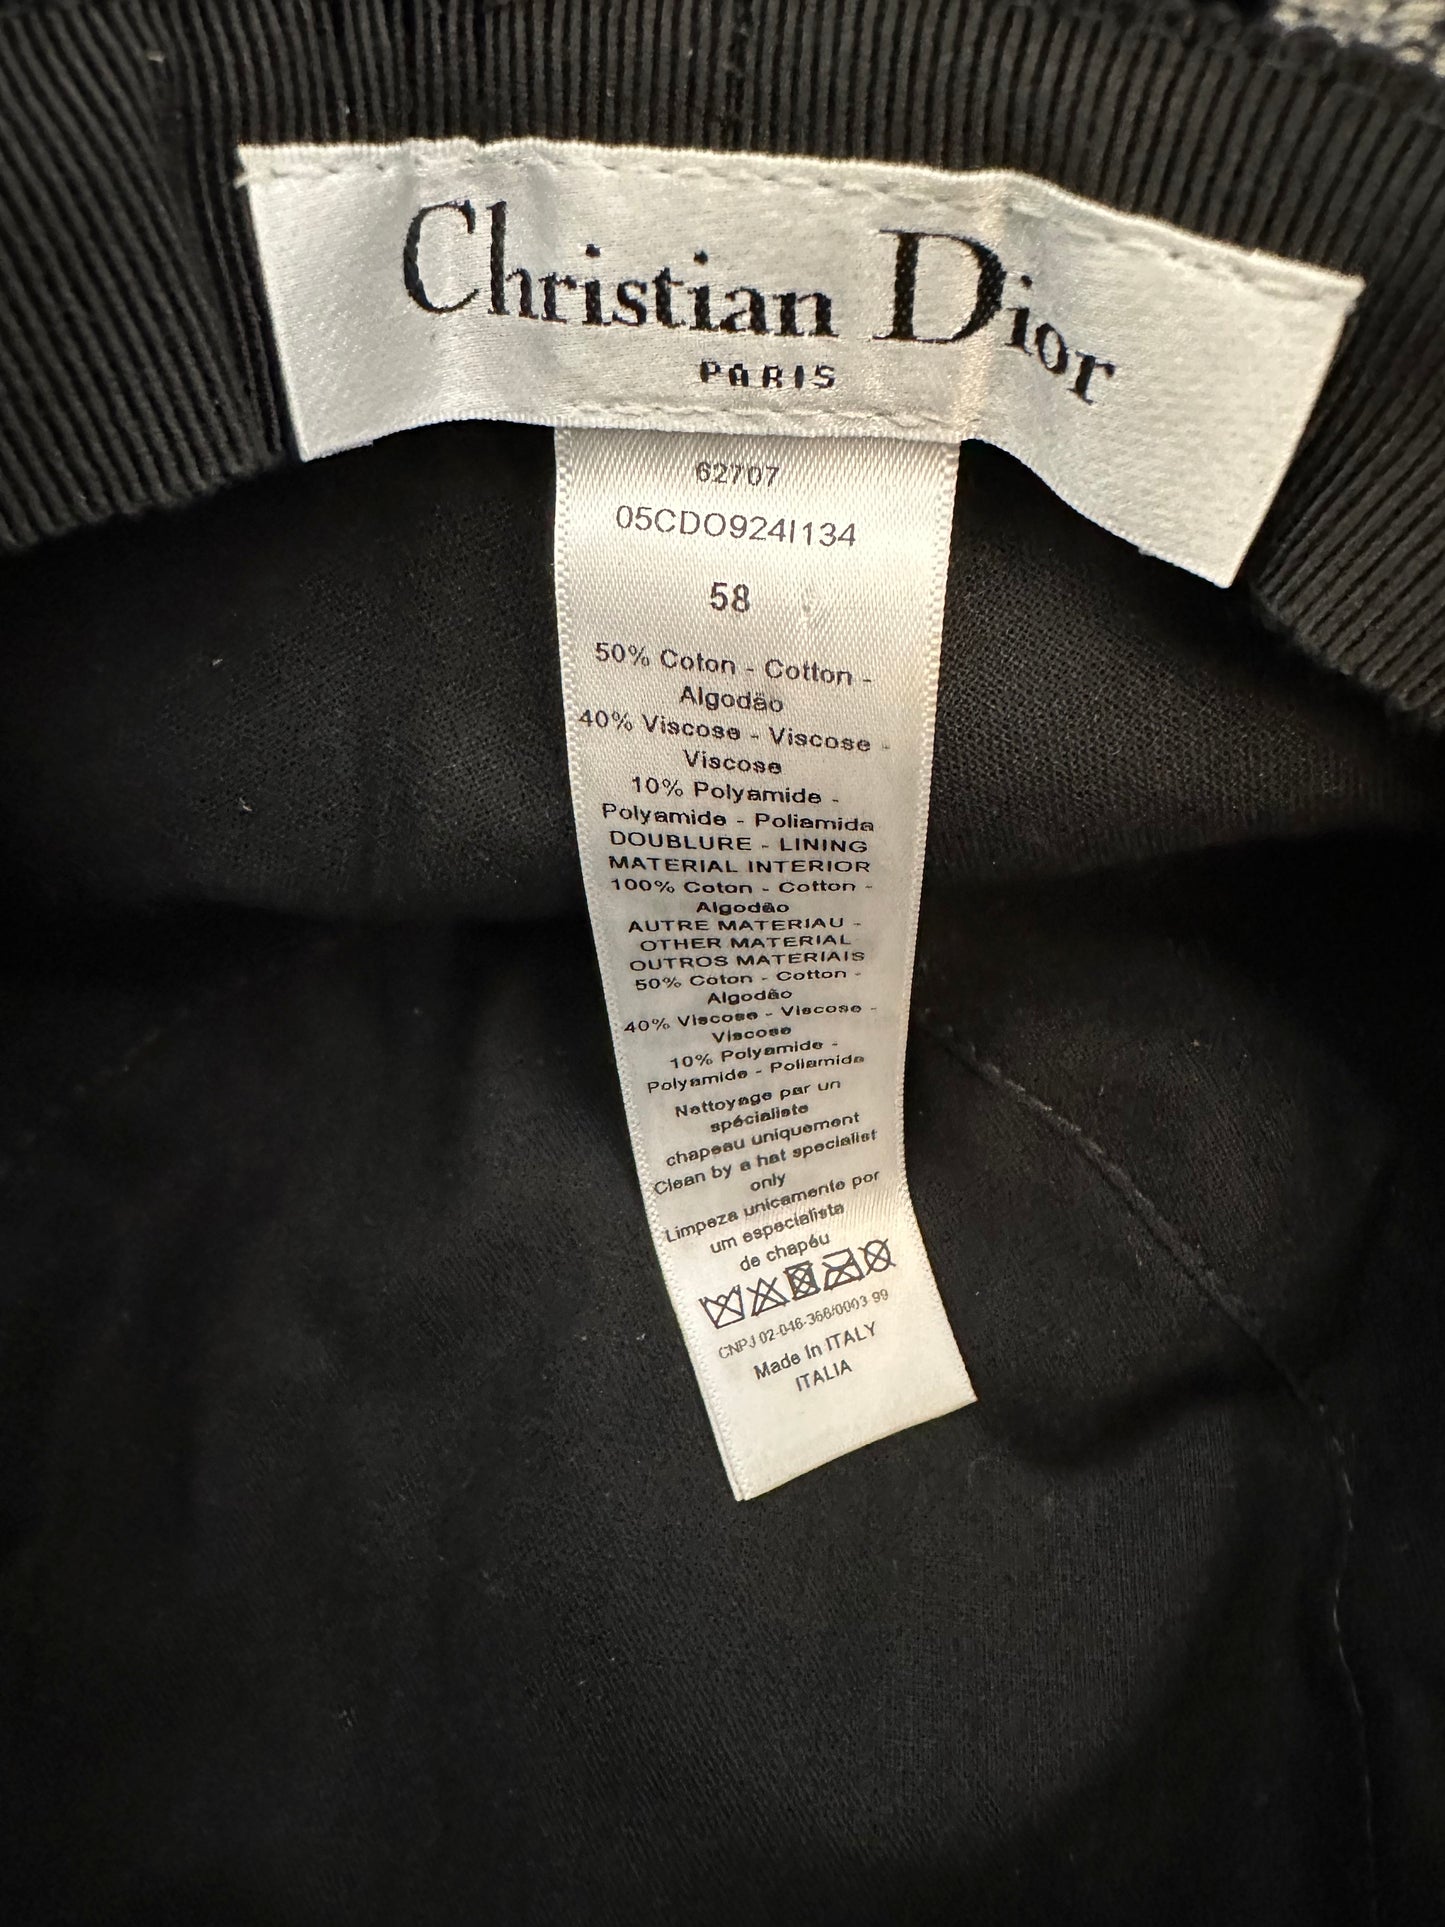 Christian Dior
PARIS
62707
05CDO924I134
58
50% Coton - Cotton -
Algodão
40% Viscose - Viscose -
Viscose
10% Polyamide -
Polyamide - Poliamida
DOUBLURE - LINING
MATERIAL INTERIOR
100% Coton - Cotton -
Algodão
AUTRE MATERIAU -
OTHER MATERIAL
OUTROS MATERIAIS
50% Coton - Cotton -
Algodão
40% Viscose - Viscose -
Viscose
10% Polyamide -
Polyamide - Poliamida
Nettoyage par un
spécialiste
chapeau uniquement
Clean by a hat specialist
only
Limpeza unicamente por
um especialista
de chapéu
CNPJ 02-046-366/0003 99
Made In ITALY
ITALIA